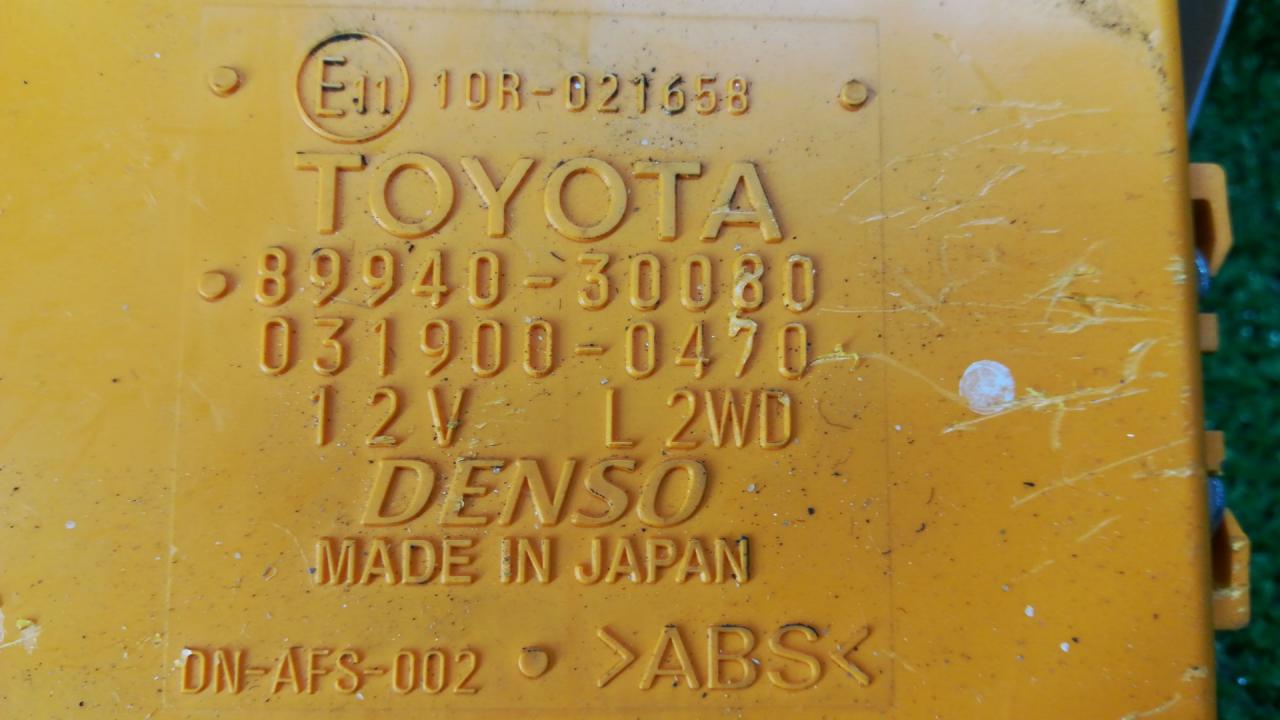 E11 10R-021658
TOYOTA
89940-30080
031900-0470
12V L 2WD
DENSO
MADE IN JAPAN
DN-AFS-002 >ABS<